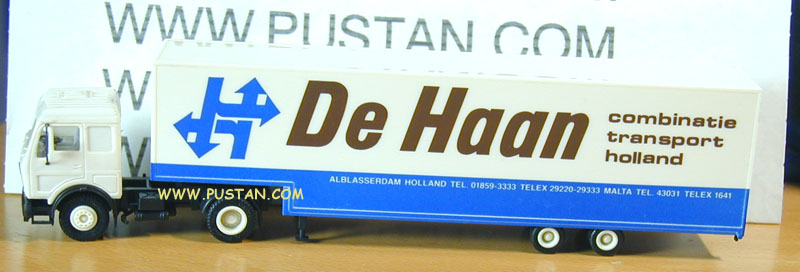 WWW.PUSTAN.COM
De Haan
combinatie
transport
holland
ALBLASSERDAM HOLLAND TEL. 01859-3333 TELEX 29220-29333 MALTA TEL. 43031 TELEX 1641
WWW.PUSTAN.COM